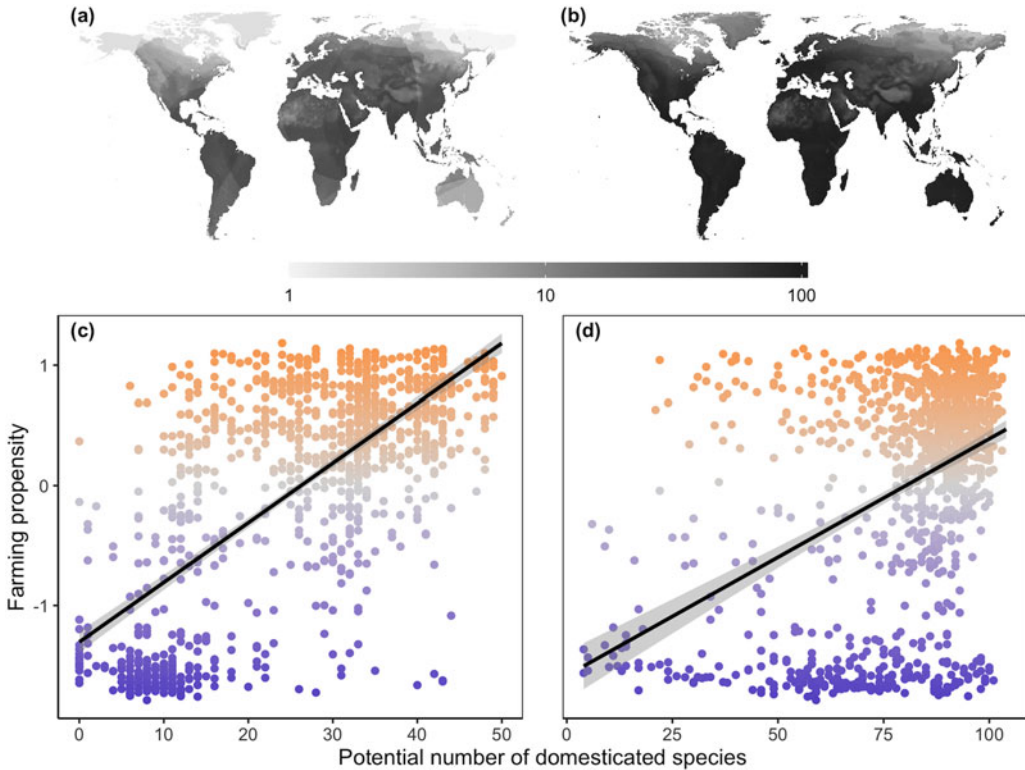 (a)
(b)
1 10 100
(c)
(d)
1
0
-1
Farming propensity
0 10 20 30 40 50
0 25 50 75 100
Potential number of domesticated species